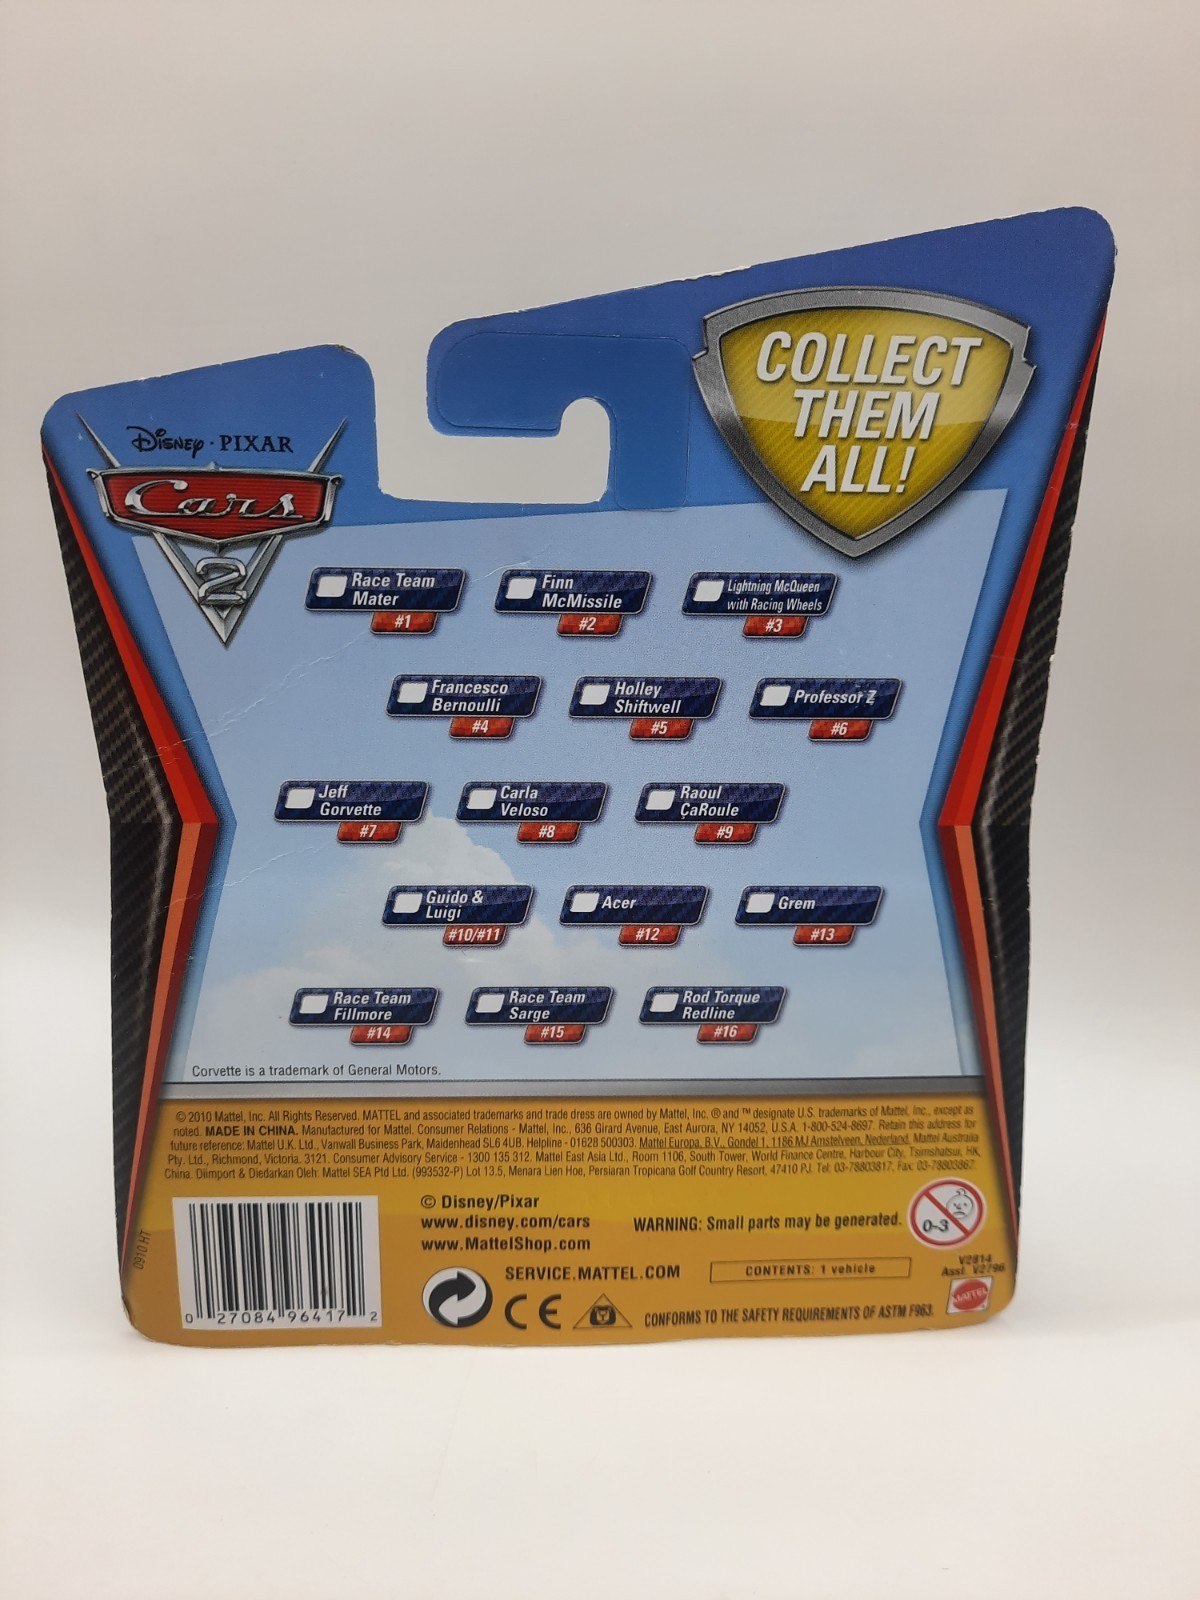 Disney · PIXAR
Cars
2
COLLECT
THEM
ALL!
Race Team
Mater
#1
Finn
McMissile
#2
Lightning McQueen
with Racing Wheels
#3
Francesco
Bernoulli
#4
Holley
Shiftwell
#5
Professor Z
#6
Jeff
Gorvette
#7
Carla
Veloso
#8
Raoul
ÇaRoule
#9
Guido &
Luigi
#10/#11
Acer
#12
Grem
#13
Race Team
Fillmore
#14
Race Team
Sarge
#15
Rod Torque
Redline
#16
Corvette is a trademark of General Motors.
© 2010 Mattel, Inc. All Rights Reserved. MATTEL and associated trademarks and trade dress are owned by Mattel, Inc. ® and ™ designate U.S. trademarks of Mattel, Inc., except as
noted. MADE IN CHINA. Manufactured for Mattel. Consumer Relations - Mattel, Inc., 636 Girard Avenue, East Aurora, NY 14052, U.S.A. 1-800-524-8697. Retain this address for
future reference: Mattel U.K. Ltd., Vanwall Business Park, Maidenhead SL6 4UB. Helpline - 01628 500303. Mattel Europa, B.V., Gondel 1, 1186 MJ Amstelveen, Nederland. Mattel Australia
Pty. Ltd., Richmond, Victoria. 3121. Consumer Advisory Service - 1300 135 312. Mattel East Asia Ltd., Room 1106, South Tower, World Finance Centre, Harbour City, Tsimshatsui, HK,
China. Diimport & Diedarkan Oleh: Mattel SEA Ptd Ltd. (993532-P) Lot 13.5, Menara Lien Hoe, Persiaran Tropicana Golf Country Resort, 47410 PJ. Tel: 03-78803817, Fax: 03-78803867.
0910 HT
0 27084 96417 2
© Disney/Pixar
www.disney.com/cars
www.MattelShop.com
SERVICE.MATTEL.COM
CE
WARNING: Small parts may be generated.
0-3
CONTENTS: 1 vehicle
V2814
Asst. V2796
MATTEL
CONFORMS TO THE SAFETY REQUIREMENTS OF ASTM F963.